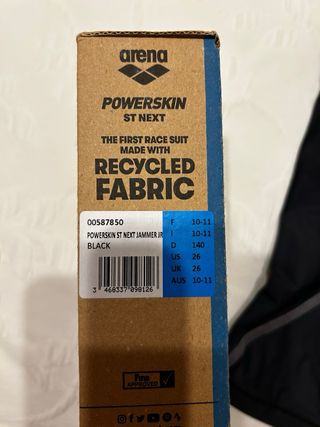 arena
POWERSKIN
ST NEXT
THE FIRST RACE SUIT
MADE WITH
RECYCLED
FABRIC
00587850
POWERSKIN ST NEXT JAMMER JR
BLACK
F 10-11
I 10-11
D 140
US 26
UK 26
AUS 10-11
3 468337 098126
Fina
APPROVED